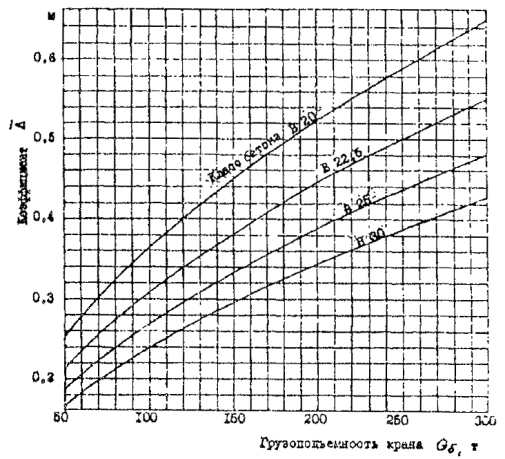 м
0,6
0,5
0,4
0,3
0,2
Коэффициент Δ
Класс бетона В 20
В 22,5
В 25
В 30
50 100 150 200 250 300
Грузоподъемность крана Gб, т